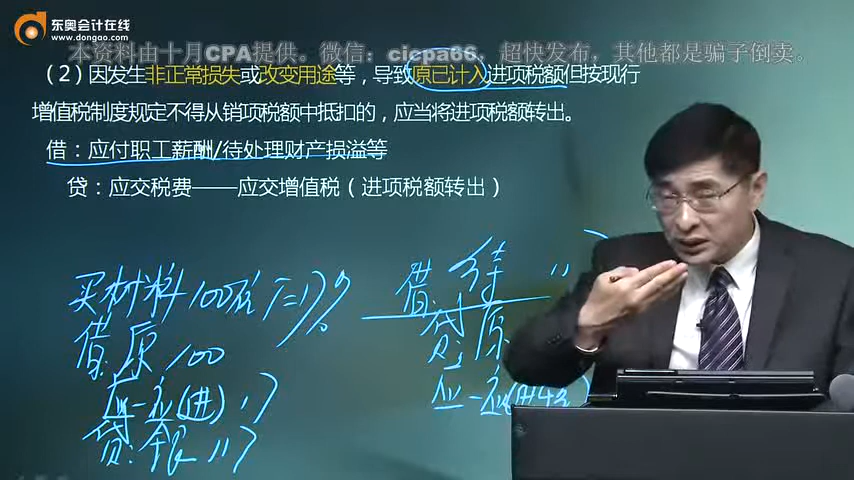 东奥会计在线
www.dongao.com
本资料由十月CPA提供。微信：cicpa66，超快发布，其他都是骗子倒卖。
（2）因发生非正常损失或改变用途等，导致原已计入进项税额但按现行
增值税制度规定不得从销项税额中抵扣的，应当将进项税额转出。
借：应付职工薪酬/待处理财产损溢等
贷：应交税费——应交增值税（进项税额转出）
买材料100 T=17%
借:原 100
应-应(进) 17
贷:银 117
借:待
贷:原
应-应(